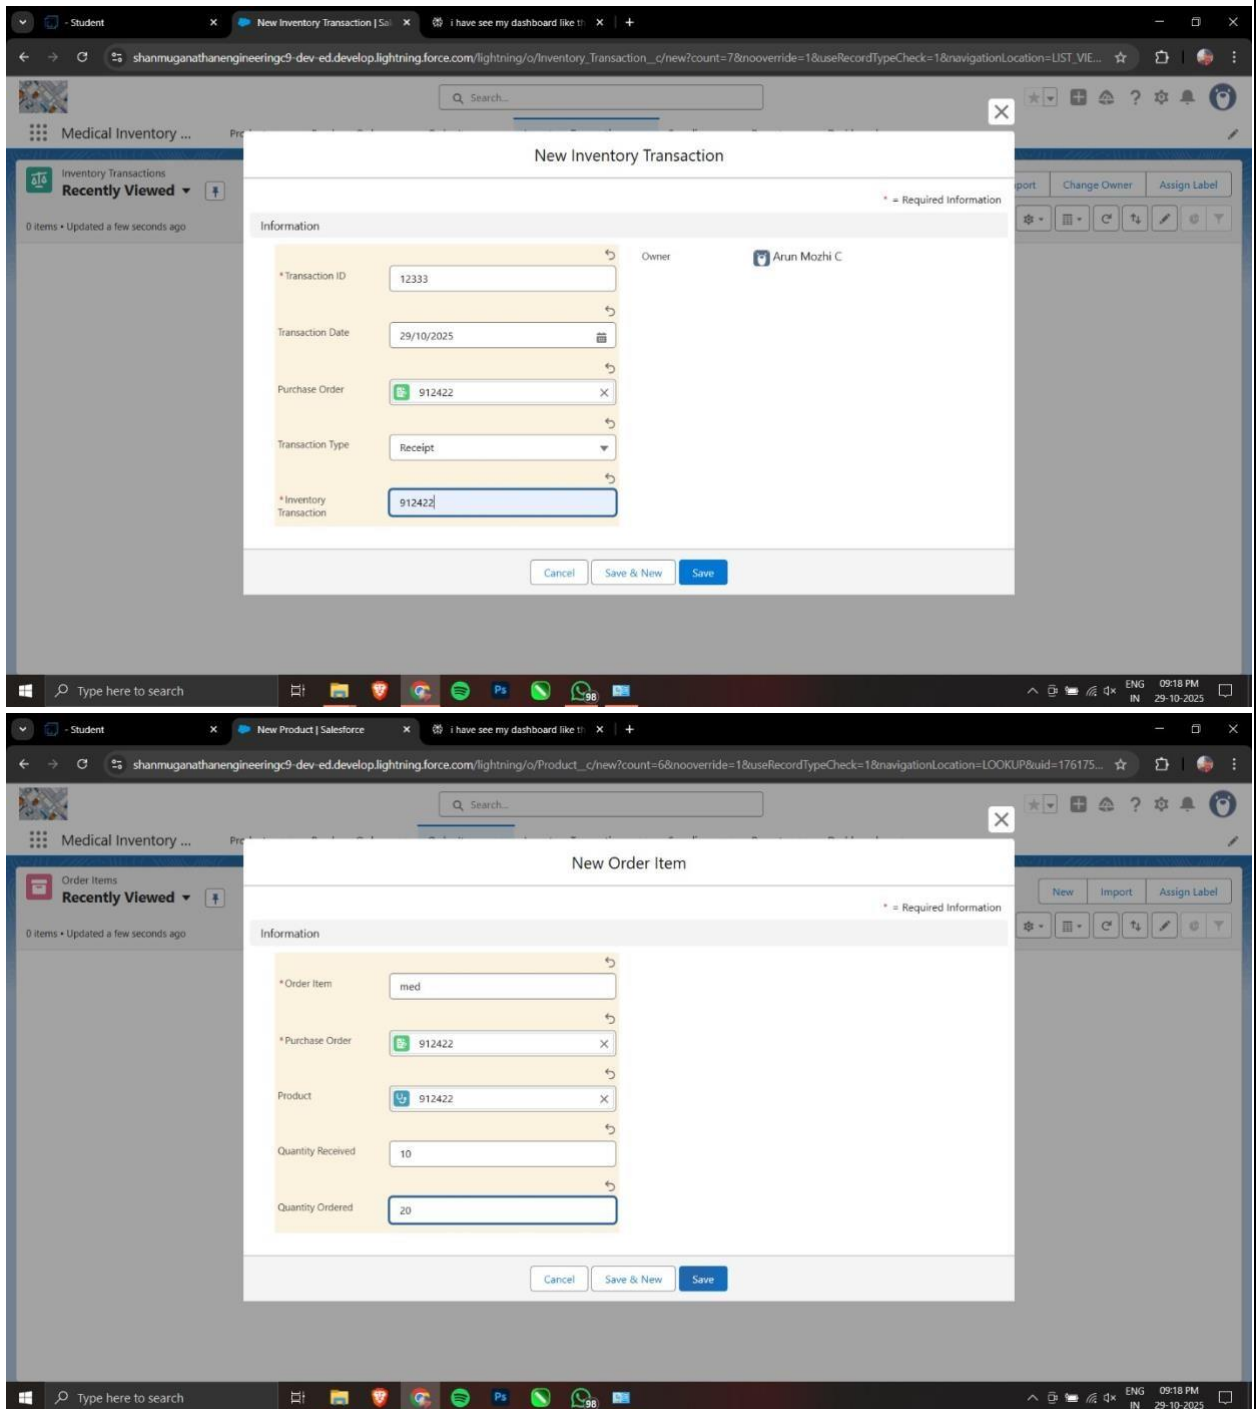 - Student
New Inventory Transaction | Sal
i have see my dashboard like th
shanmuganathanengineeringc9-dev-ed.develop.lightning.force.com/lightning/o/Inventory_Transaction__c/new?count=7&nooverride=1&useRecordTypeCheck=1&navigationLocation=LIST_VIE...
Search...
Medical Inventory ...
New Inventory Transaction
Inventory Transactions
Recently Viewed
0 items • Updated a few seconds ago
port
Change Owner
Assign Label
* = Required Information
Information
* Transaction ID
12333
Owner
Arun Mozhi C
Transaction Date
29/10/2025
Purchase Order
912422
Transaction Type
Receipt
* Inventory
Transaction
912422
Cancel
Save & New
Save
Type here to search
Ps
98
ENG
IN
09:18 PM
29-10-2025
- Student
New Product | Salesforce
i have see my dashboard like th
shanmuganathanengineeringc9-dev-ed.develop.lightning.force.com/lightning/o/Product__c/new?count=6&nooverride=1&useRecordTypeCheck=1&navigationLocation=LOOKUP&uid=176175...
Search...
Medical Inventory ...
New Order Item
Order Items
Recently Viewed
0 items • Updated a few seconds ago
New
Import
Assign Label
* = Required Information
Information
* Order Item
med
* Purchase Order
912422
Product
912422
Quantity Received
10
Quantity Ordered
20
Cancel
Save & New
Save
Type here to search
Ps
98
ENG
IN
09:18 PM
29-10-2025